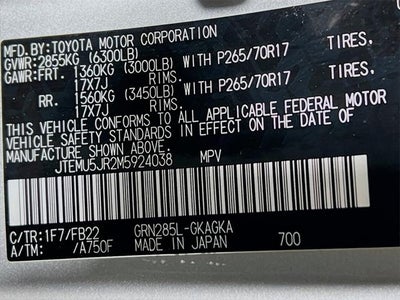 MFD.BY:TOYOTA MOTOR CORPORATION
GVWR:2855KG (6300LB)
GAWR:FRT. 1360KG (3000LB) WITH P265/70R17 TIRES,
17X7J RIMS.
RR. 1560KG (3450LB) WITH P265/70R17 TIRES,
17X7J RIMS.
THIS VEHICLE CONFORMS TO ALL APPLICABLE FEDERAL MOTOR
VEHICLE SAFETY STANDARDS IN EFFECT ON THE DATE OF
MANUFACTURE SHOWN ABOVE.
JTEMU5JR2M5924038 MPV
C/TR:1F7/FB22 GRN285L-GKAGKA
A/TM: /A750F MADE IN JAPAN 700